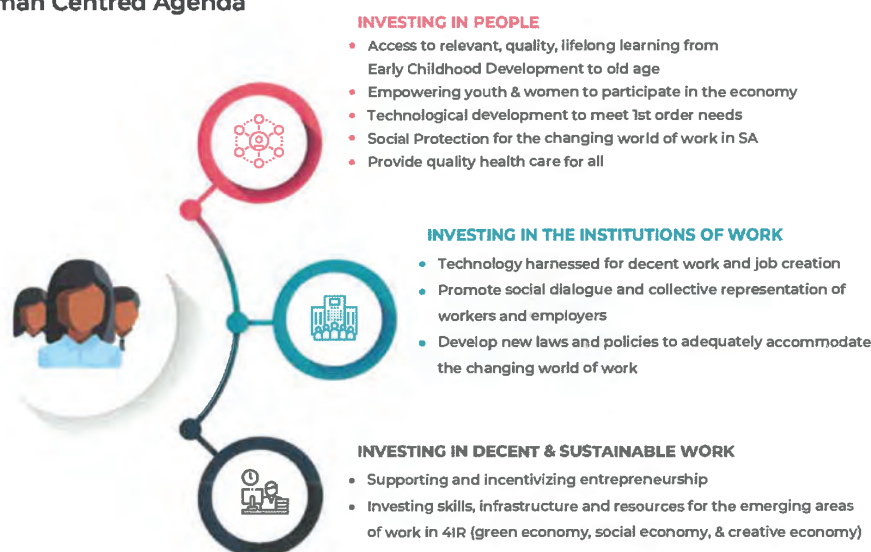 man Centred Agenda
INVESTING IN PEOPLE
• Access to relevant, quality, lifelong learning from
Early Childhood Development to old age
• Empowering youth & women to participate in the economy
• Technological development to meet 1st order needs
• Social Protection for the changing world of work in SA
• Provide quality health care for all
INVESTING IN THE INSTITUTIONS OF WORK
• Technology harnessed for decent work and job creation
• Promote social dialogue and collective representation of
workers and employers
• Develop new laws and policies to adequately accommodate
the changing world of work
INVESTING IN DECENT & SUSTAINABLE WORK
• Supporting and incentivizing entrepreneurship
• Investing skills, infrastructure and resources for the emerging areas
of work in 4IR (green economy, social economy, & creative economy)